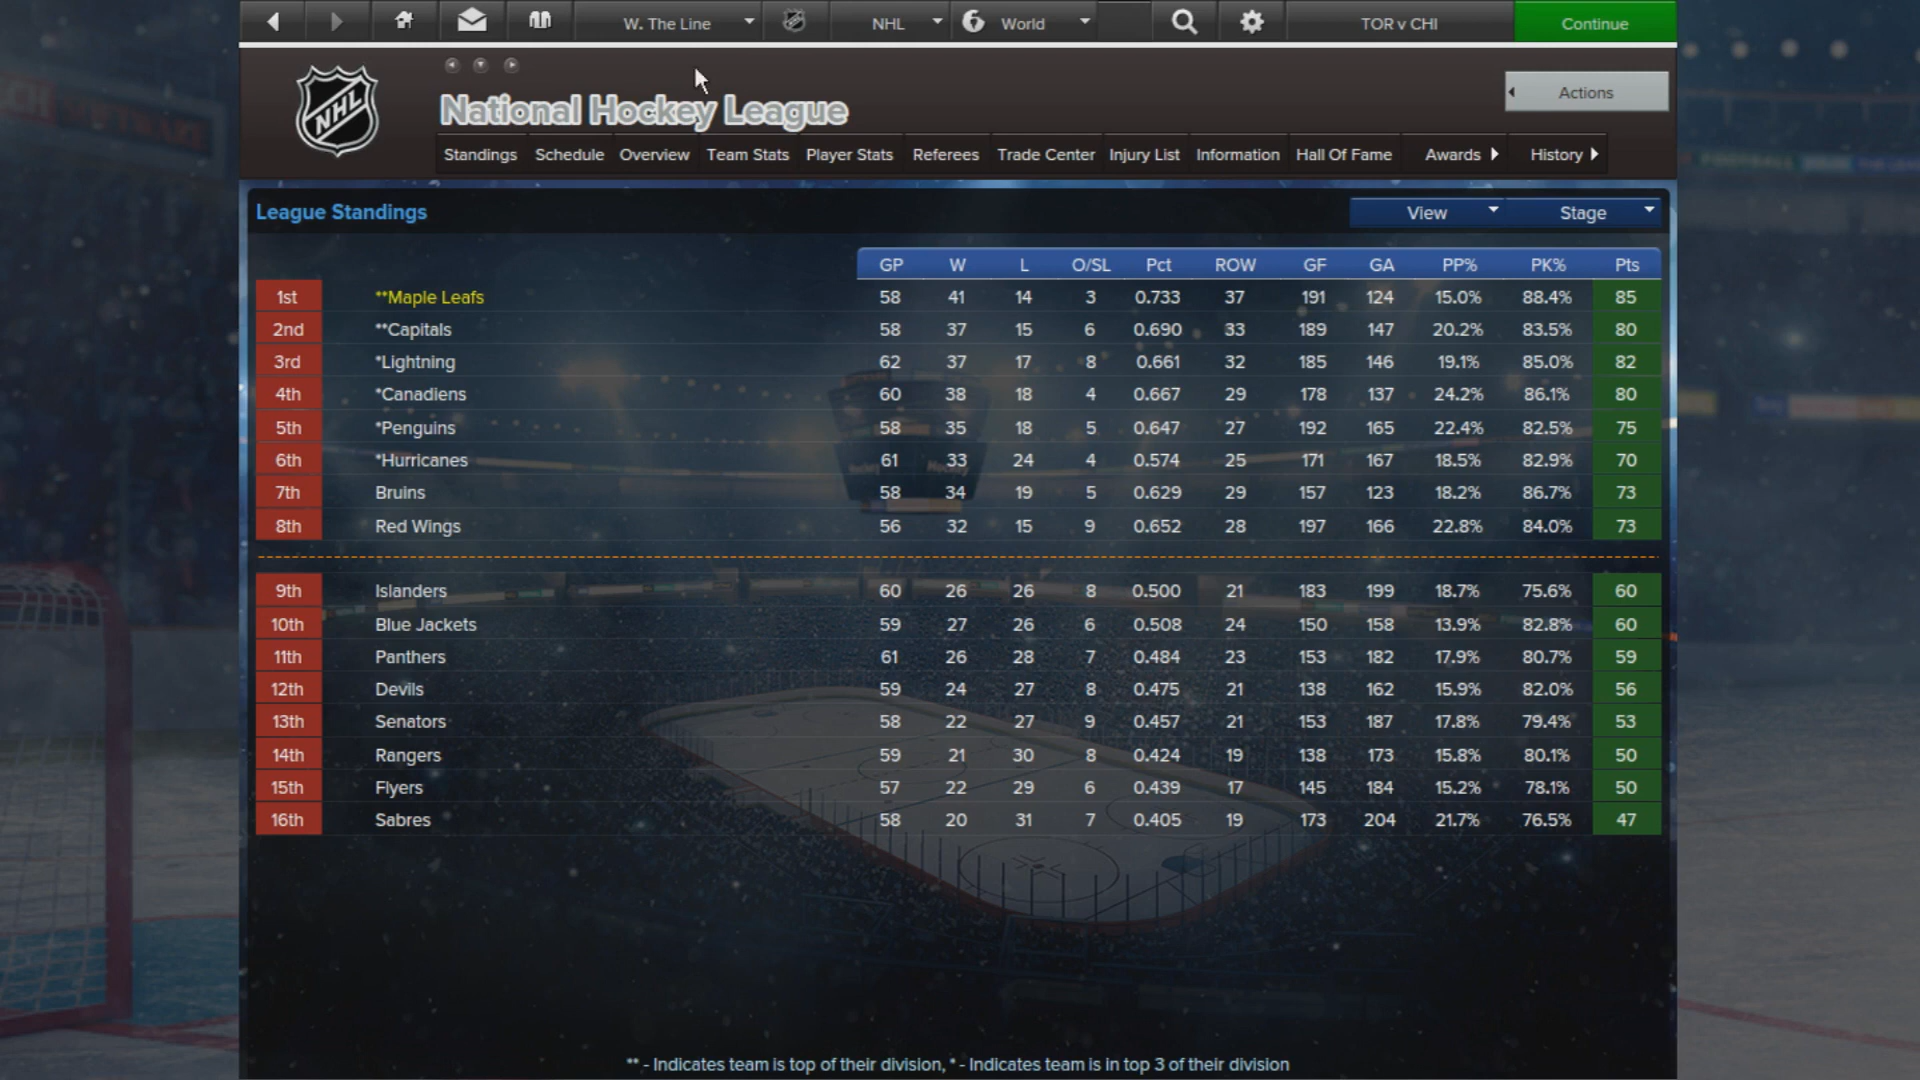 W. The Line NHL World TOR v CHI Continue
NHL
National Hockey League
Actions
Standings Schedule Overview Team Stats Player Stats Referees Trade Center Injury List Information Hall Of Fame Awards History
League Standings View Stage
GP W L O/SL Pct ROW GF GA PP% PK% Pts
1st **Maple Leafs 58 41 14 3 0.733 37 191 124 15.0% 88.4% 85
2nd **Capitals 58 37 15 6 0.690 33 189 147 20.2% 83.5% 80
3rd *Lightning 62 37 17 8 0.661 32 185 146 19.1% 85.0% 82
4th *Canadiens 60 38 18 4 0.667 29 178 137 24.2% 86.1% 80
5th *Penguins 58 35 18 5 0.647 27 192 165 22.4% 82.5% 75
6th *Hurricanes 61 33 24 4 0.574 25 171 167 18.5% 82.9% 70
7th Bruins 58 34 19 5 0.629 29 157 123 18.2% 86.7% 73
8th Red Wings 56 32 15 9 0.652 28 197 166 22.8% 84.0% 73
9th Islanders 60 26 26 8 0.500 21 183 199 18.7% 75.6% 60
10th Blue Jackets 59 27 26 6 0.508 24 150 158 13.9% 82.8% 60
11th Panthers 61 26 28 7 0.484 23 153 182 17.9% 80.7% 59
12th Devils 59 24 27 8 0.475 21 138 162 15.9% 82.0% 56
13th Senators 58 22 27 9 0.457 21 153 187 17.8% 79.4% 53
14th Rangers 59 21 30 8 0.424 19 138 173 15.8% 80.1% 50
15th Flyers 57 22 29 6 0.439 17 145 184 15.2% 78.1% 50
16th Sabres 58 20 31 7 0.405 19 173 204 21.7% 76.5% 47
** - Indicates team is top of their division, * - Indicates team is in top 3 of their division